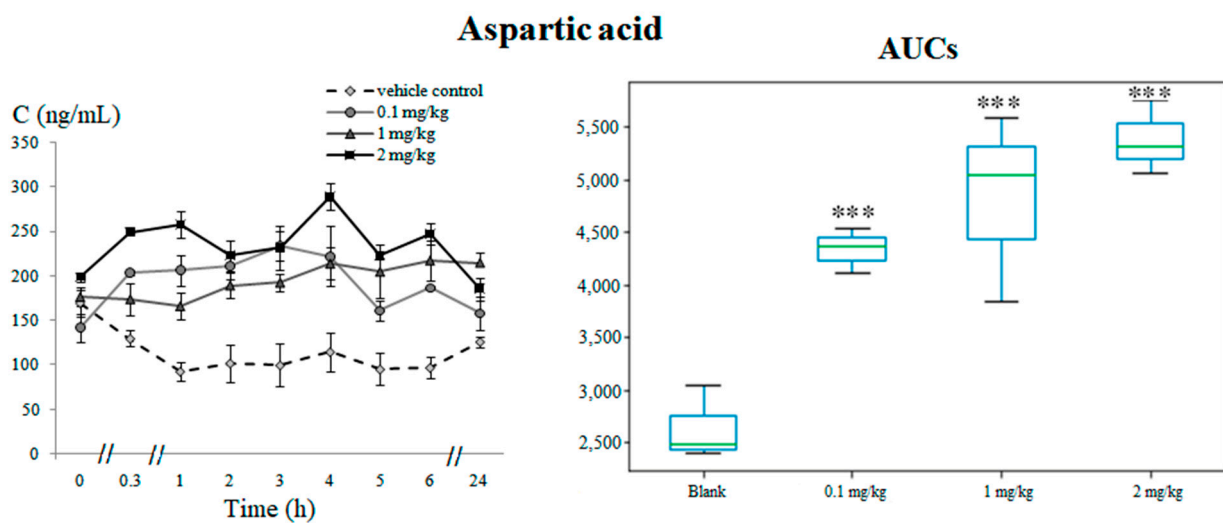 Aspartic acid
AUCs
C (ng/mL)
vehicle control
0.1 mg/kg
1 mg/kg
2 mg/kg
350
300
250
200
150
100
50
0
// // //
0 0.3 1 2 3 4 5 6 24
Time (h)
5,500
5,000
4,500
4,000
3,500
3,000
2,500
***
***
***
Blank 0.1 mg/kg 1 mg/kg 2 mg/kg